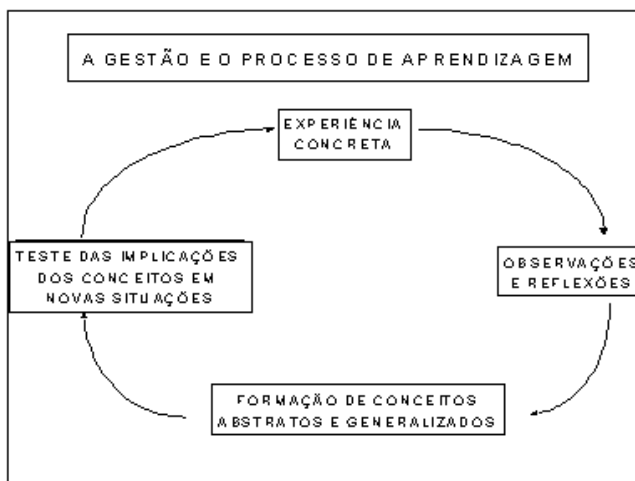 A GESTÃO E O PROCESSO DE APRENDIZAGEM
EXPERIÊNCIA
CONCRETA
OBSERVAÇÕES
E REFLEXÕES
FORMAÇÃO DE CONCEITOS
ABSTRATOS E GENERALIZADOS
TESTE DAS IMPLICAÇÕES
DOS CONCEITOS EM
NOVAS SITUAÇÕES